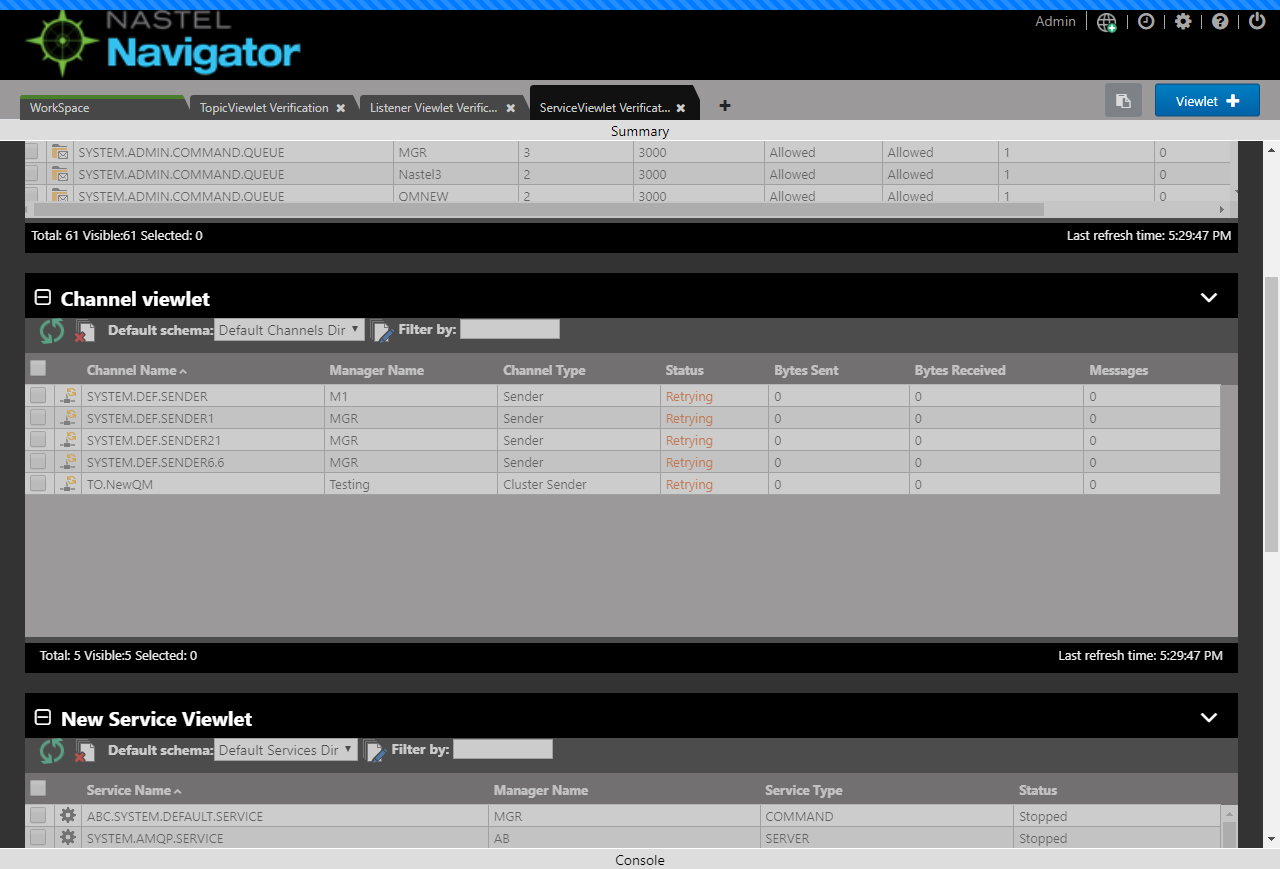 NASTEL
Navigator
Admin
WorkSpace
TopicViewlet Verification
Listener Viewlet Verific...
ServiceViewlet Verificat...
Viewlet
Summary
SYSTEM.ADMIN.COMMAND.QUEUE MGR 3 3000 Allowed Allowed 1 0
SYSTEM.ADMIN.COMMAND.QUEUE Nastel3 2 3000 Allowed Allowed 1 0
SYSTEM.ADMIN.COMMAND.QUEUE QMNEW 2 3000 Allowed Allowed 1 0
Total: 61 Visible:61 Selected: 0 Last refresh time: 5:29:47 PM
Channel viewlet
Default schema: Default Channels Dir Filter by:
Channel Name Manager Name Channel Type Status Bytes Sent Bytes Received Messages
SYSTEM.DEF.SENDER M1 Sender Retrying 0 0 0
SYSTEM.DEF.SENDER1 MGR Sender Retrying 0 0 0
SYSTEM.DEF.SENDER21 MGR Sender Retrying 0 0 0
SYSTEM.DEF.SENDER6.6 MGR Sender Retrying 0 0 0
TO.NewQM Testing Cluster Sender Retrying 0 0 0
Total: 5 Visible:5 Selected: 0 Last refresh time: 5:29:47 PM
New Service Viewlet
Default schema: Default Services Dir Filter by:
Service Name Manager Name Service Type Status
ABC.SYSTEM.DEFAULT.SERVICE MGR COMMAND Stopped
SYSTEM.AMQP.SERVICE AB SERVER Stopped
Console